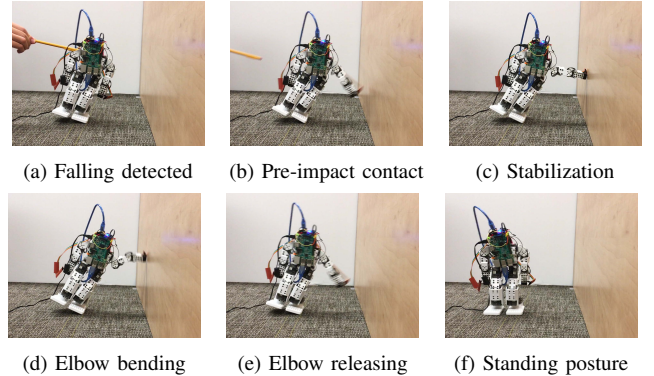 (a) Falling detected
(b) Pre-impact contact
(c) Stabilization
(d) Elbow bending
(e) Elbow releasing
(f) Standing posture